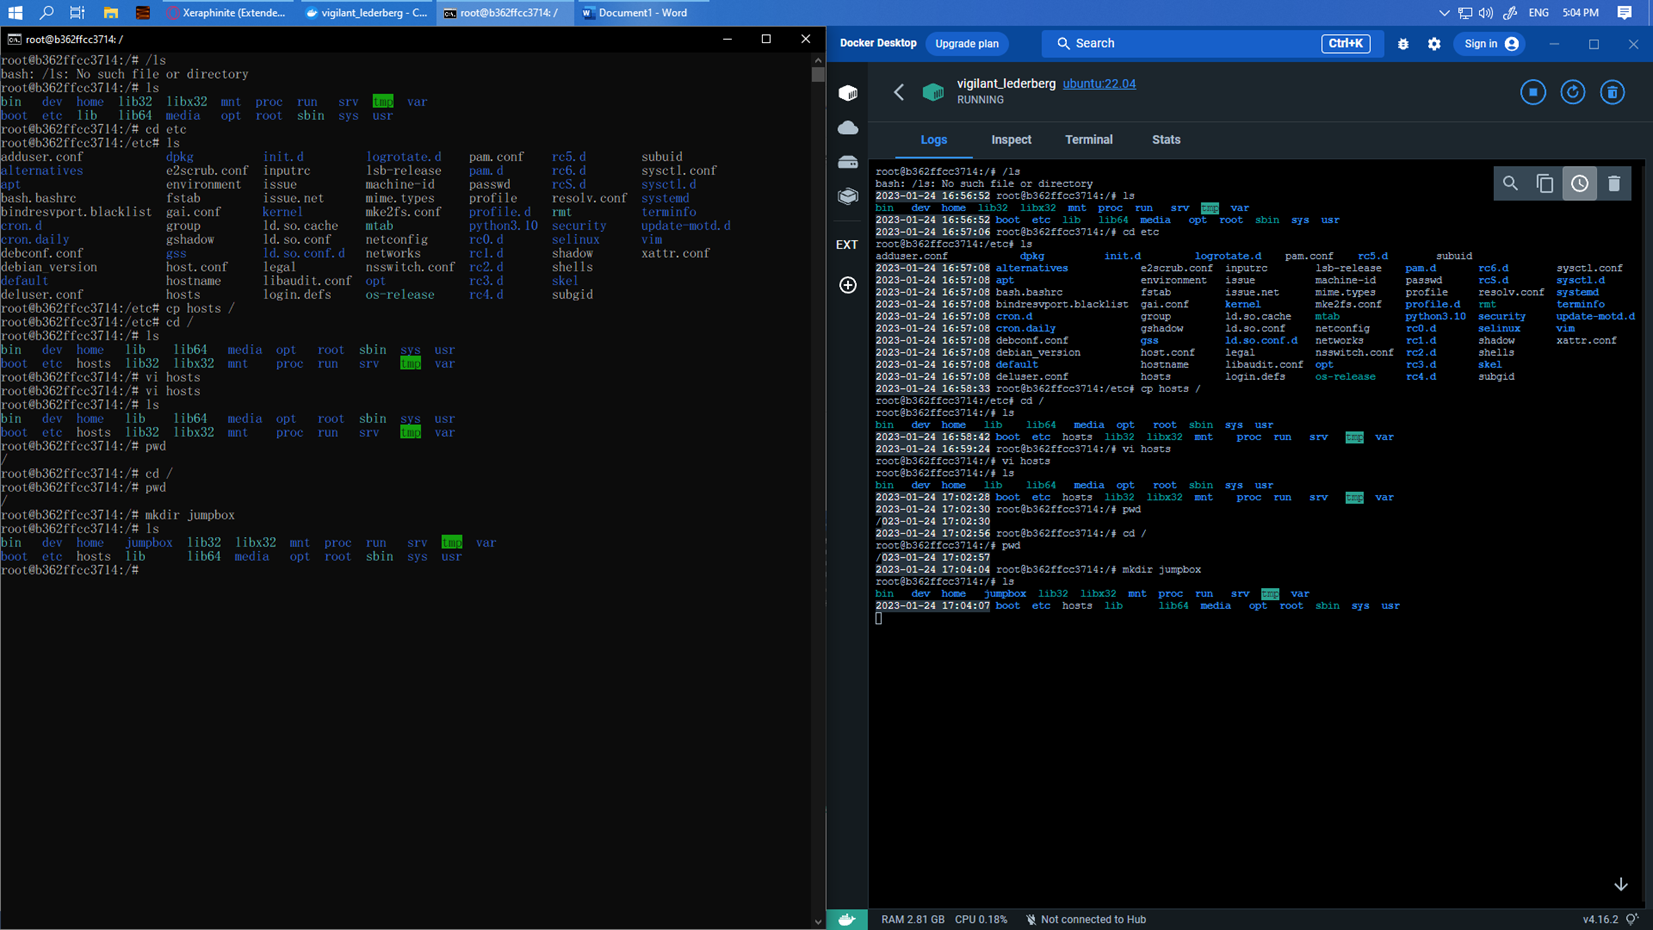 Xeraphinite (Extende...
vigilant_lederberg - C...
root@b362ffcc3714: /
Document1 - Word
ENG
5:04 PM
root@b362ffcc3714: /
root@b362ffcc3714:/# /ls
bash: /ls: No such file or directory
root@b362ffcc3714:/# ls
bin dev home lib32 libx32 mnt proc run srv tmp var
boot etc lib lib64 media opt root sbin sys usr
root@b362ffcc3714:/# cd etc
root@b362ffcc3714:/etc# ls
adduser.conf dpkg init.d logrotate.d pam.conf rc5.d subuid
alternatives e2scrub.conf inputrc lsb-release pam.d rc6.d sysctl.conf
apt environment issue machine-id passwd rcS.d sysctl.d
bash.bashrc fstab issue.net mime.types profile resolv.conf systemd
bindresvport.blacklist gai.conf kernel mke2fs.conf profile.d rmt terminfo
cron.d group ld.so.cache mtab python3.10 security update-motd.d
cron.daily gshadow ld.so.conf netconfig rc0.d selinux vim
debconf.conf gss ld.so.conf.d networks rc1.d shadow xattr.conf
debian_version host.conf legal nsswitch.conf rc2.d shells
default hostname libaudit.conf opt rc3.d skel
deluser.conf hosts login.defs os-release rc4.d subgid
root@b362ffcc3714:/etc# cp hosts /
root@b362ffcc3714:/etc# cd /
root@b362ffcc3714:/# ls
bin dev home lib lib64 media opt root sbin sys usr
boot etc hosts lib32 libx32 mnt proc run srv tmp var
root@b362ffcc3714:/# vi hosts
root@b362ffcc3714:/# vi hosts
root@b362ffcc3714:/# ls
bin dev home lib lib64 media opt root sbin sys usr
boot etc hosts lib32 libx32 mnt proc run srv tmp var
root@b362ffcc3714:/# pwd
/
root@b362ffcc3714:/# cd /
root@b362ffcc3714:/# pwd
/
root@b362ffcc3714:/# mkdir jumpbox
root@b362ffcc3714:/# ls
bin dev home jumpbox lib32 libx32 mnt proc run srv tmp var
boot etc hosts lib lib64 media opt root sbin sys usr
root@b362ffcc3714:/#
Docker Desktop
Upgrade plan
Search
Ctrl+K
Sign in
vigilant_lederberg ubuntu:22.04
RUNNING
Logs Inspect Terminal Stats
EXT
root@b362ffcc3714:/# /ls
bash: /ls: No such file or directory
2023-01-24 16:56:52 root@b362ffcc3714:/# ls
bin dev home lib32 libx32 mnt proc run srv tmp var
2023-01-24 16:56:52 boot etc lib lib64 media opt root sbin sys usr
2023-01-24 16:57:06 root@b362ffcc3714:/# cd etc
root@b362ffcc3714:/etc# ls
adduser.conf dpkg init.d logrotate.d pam.conf rc5.d subuid
2023-01-24 16:57:08 alternatives e2scrub.conf inputrc lsb-release pam.d rc6.d sysctl.conf
2023-01-24 16:57:08 apt environment issue machine-id passwd rcS.d sysctl.d
2023-01-24 16:57:08 bash.bashrc fstab issue.net mime.types profile resolv.conf systemd
2023-01-24 16:57:08 bindresvport.blacklist gai.conf kernel mke2fs.conf profile.d rmt terminfo
2023-01-24 16:57:08 cron.d group ld.so.cache mtab python3.10 security update-motd.d
2023-01-24 16:57:08 cron.daily gshadow ld.so.conf netconfig rc0.d selinux vim
2023-01-24 16:57:08 debconf.conf gss ld.so.conf.d networks rc1.d shadow xattr.conf
2023-01-24 16:57:08 debian_version host.conf legal nsswitch.conf rc2.d shells
2023-01-24 16:57:08 default hostname libaudit.conf opt rc3.d skel
2023-01-24 16:57:08 deluser.conf hosts login.defs os-release rc4.d subgid
2023-01-24 16:58:33 root@b362ffcc3714:/etc# cp hosts /
root@b362ffcc3714:/etc# cd /
root@b362ffcc3714:/# ls
bin dev home lib lib64 media opt root sbin sys usr
2023-01-24 16:58:42 boot etc hosts lib32 libx32 mnt proc run srv tmp var
2023-01-24 16:59:24 root@b362ffcc3714:/# vi hosts
root@b362ffcc3714:/# vi hosts
root@b362ffcc3714:/# ls
bin dev home lib lib64 media opt root sbin sys usr
2023-01-24 17:02:28 boot etc hosts lib32 libx32 mnt proc run srv tmp var
2023-01-24 17:02:30 root@b362ffcc3714:/# pwd
/023-01-24 17:02:30
2023-01-24 17:02:56 root@b362ffcc3714:/# cd /
root@b362ffcc3714:/# pwd
/023-01-24 17:02:57
2023-01-24 17:04:04 root@b362ffcc3714:/# mkdir jumpbox
root@b362ffcc3714:/# ls
bin dev home jumpbox lib32 libx32 mnt proc run srv tmp var
2023-01-24 17:04:07 boot etc hosts lib lib64 media opt root sbin sys usr
RAM 2.81 GB CPU 0.18% Not connected to Hub
v4.16.2